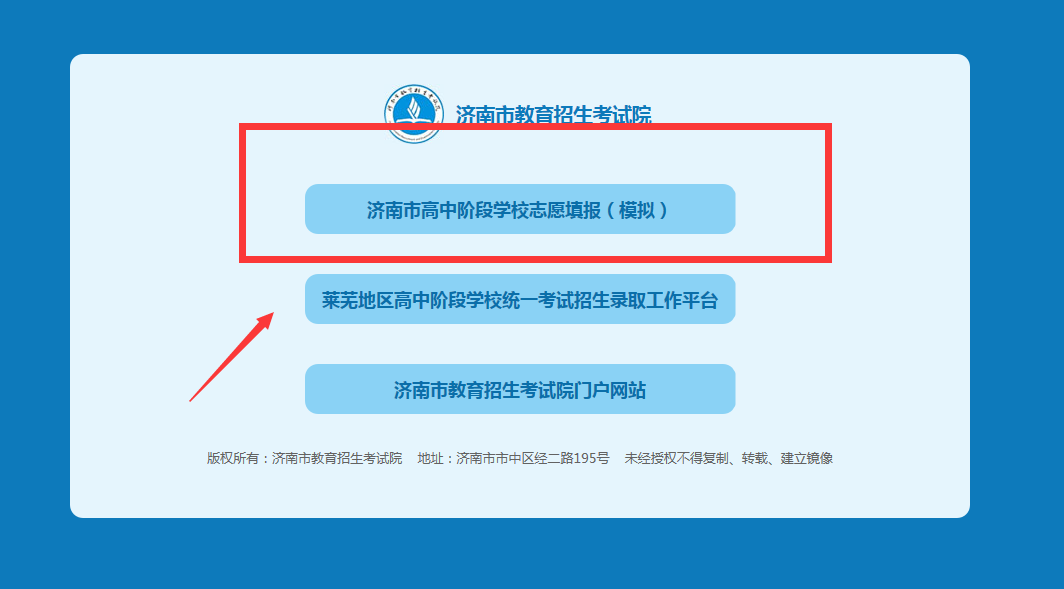 济南市教育招生考试院
济南市高中阶段学校志愿填报（模拟）
莱芜地区高中阶段学校统一考试招生录取工作平台
济南市教育招生考试院门户网站
版权所有：济南市教育招生考试院 地址：济南市市中区经二路195号 未经授权不得复制、转载、建立镜像